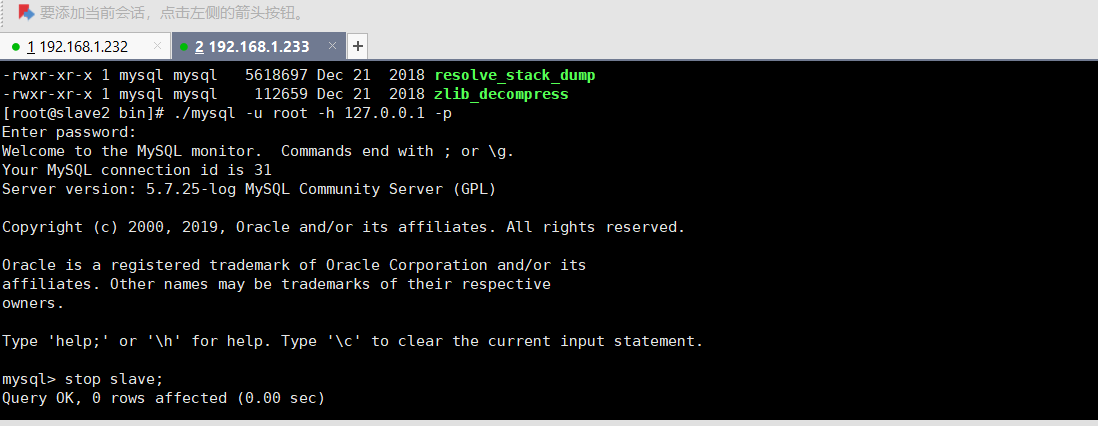 要添加当前会话，点击左侧的箭头按钮。
1 192.168.1.232
2 192.168.1.233
-rwxr-xr-x 1 mysql mysql   5618697 Dec 21  2018 resolve_stack_dump
-rwxr-xr-x 1 mysql mysql    112659 Dec 21  2018 zlib_decompress
[root@slave2 bin]# ./mysql -u root -h 127.0.0.1 -p
Enter password:
Welcome to the MySQL monitor.  Commands end with ; or \g.
Your MySQL connection id is 31
Server version: 5.7.25-log MySQL Community Server (GPL)
Copyright (c) 2000, 2019, Oracle and/or its affiliates. All rights reserved.
Oracle is a registered trademark of Oracle Corporation and/or its
affiliates. Other names may be trademarks of their respective
owners.
Type 'help;' or '\h' for help. Type '\c' to clear the current input statement.
mysql> stop slave;
Query OK, 0 rows affected (0.00 sec)